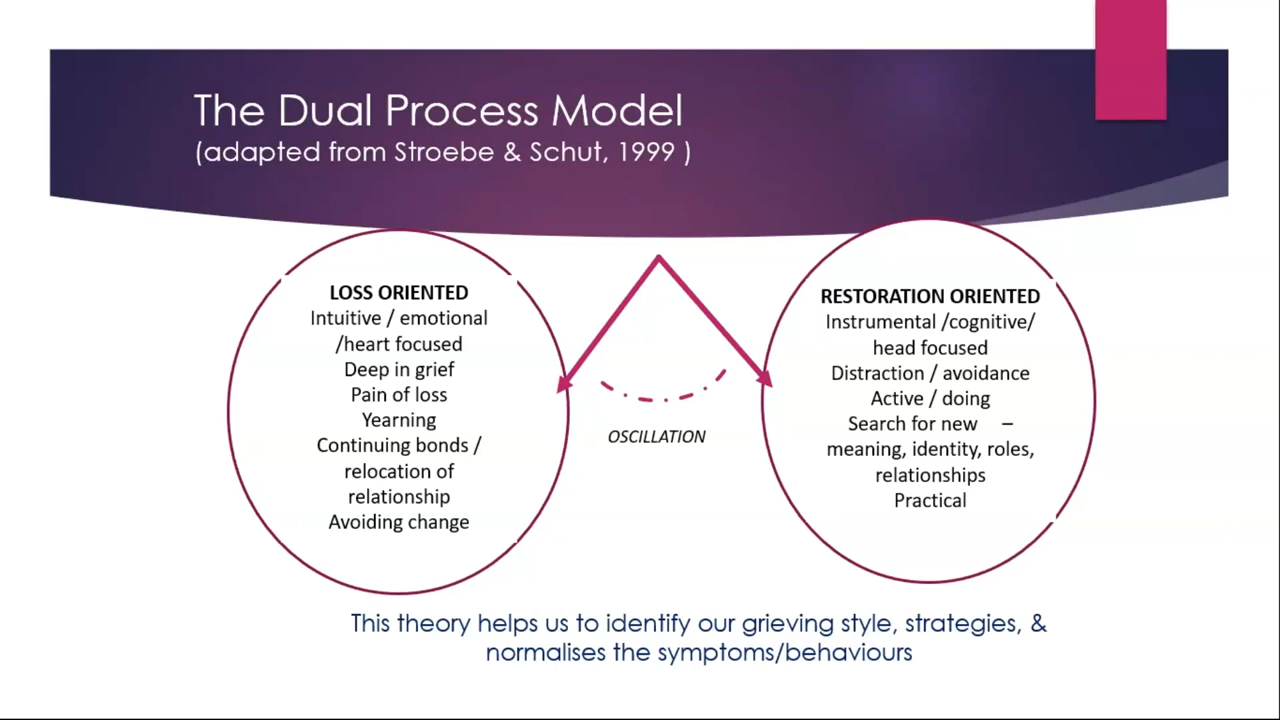 The Dual Process Model
(adapted from Stroebe & Schut, 1999 )
LOSS ORIENTED
Intuitive / emotional
/heart focused
Deep in grief
Pain of loss
Yearning
Continuing bonds /
relocation of
relationship
Avoiding change
OSCILLATION
RESTORATION ORIENTED
Instrumental /cognitive/
head focused
Distraction / avoidance
Active / doing
Search for new –
meaning, identity, roles,
relationships
Practical
This theory helps us to identify our grieving style, strategies, &
normalises the symptoms/behaviours